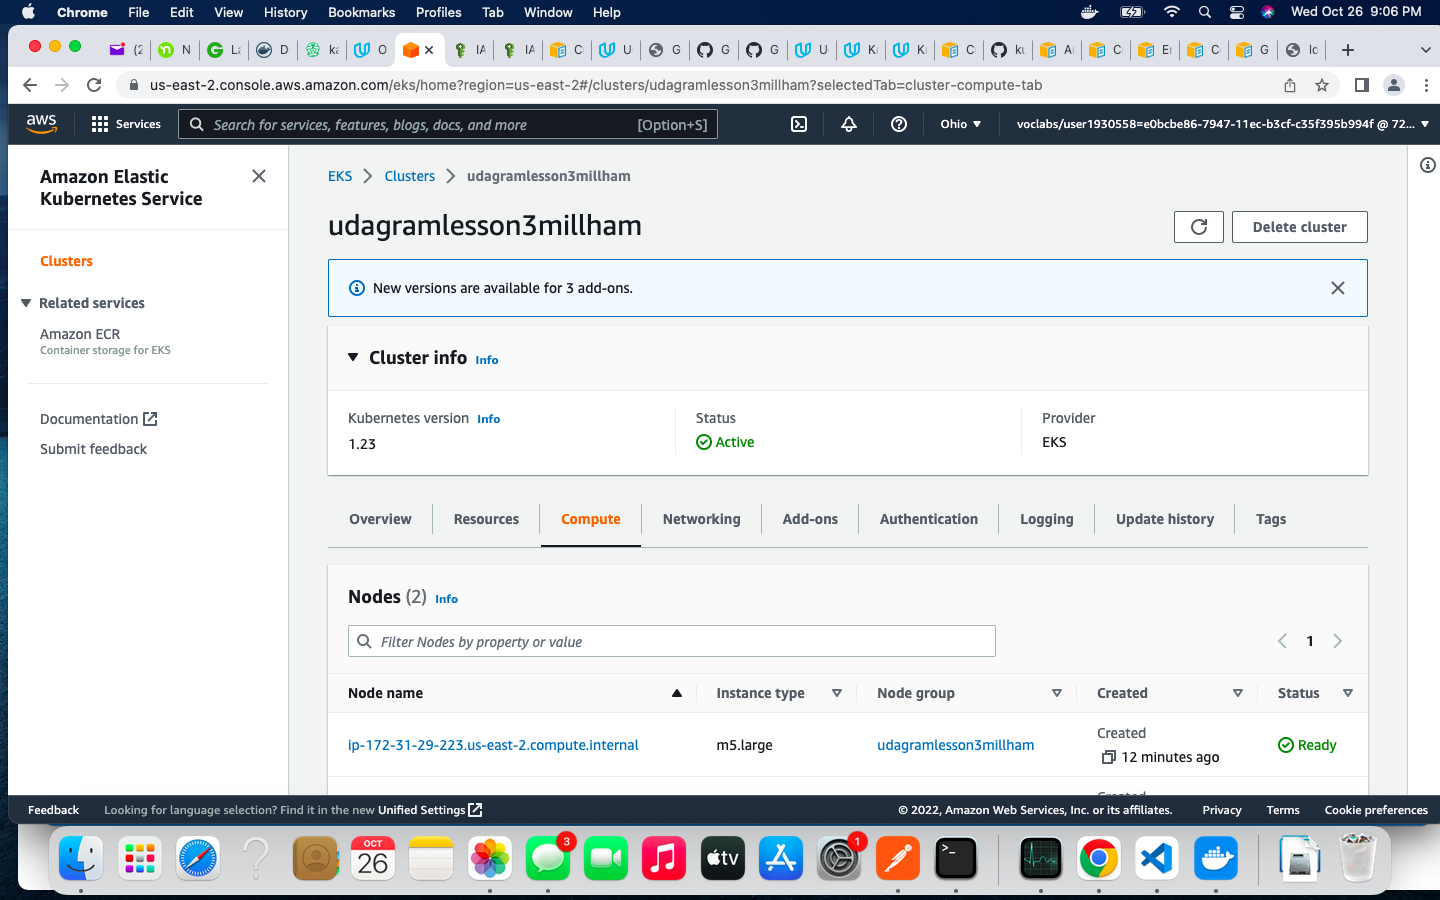 Chrome File Edit View History Bookmarks Profiles Tab Window Help Wed Oct 26 9:06 PM
(2 N L D k O IA IA C U G G G U K K C k A C E C G I
us-east-2.console.aws.amazon.com/eks/home?region=us-east-2#/clusters/udagramlesson3millham?selectedTab=cluster-compute-tab
aws Services Search for services, features, blogs, docs, and more [Option+S] Ohio voclabs/user1930558=e0bcbe86-7947-11ec-b3cf-c35f395b994f @ 72...
Amazon Elastic
Kubernetes Service
Clusters
Related services
Amazon ECR
Container storage for EKS
Documentation
Submit feedback
EKS Clusters udagramlesson3millham
udagramlesson3millham
Delete cluster
New versions are available for 3 add-ons.
Cluster info Info
Kubernetes version Info Status Provider
1.23 Active EKS
Overview Resources Compute Networking Add-ons Authentication Logging Update history Tags
Nodes (2) Info
Filter Nodes by property or value
1
Node name Instance type Node group Created Status
Created
ip-172-31-29-223.us-east-2.compute.internal m5.large udagramlesson3millham Ready
12 minutes ago
Created
Feedback Looking for language selection? Find it in the new Unified Settings © 2022, Amazon Web Services, Inc. or its affiliates. Privacy Terms Cookie preferences
OCT
26
3
tv
1